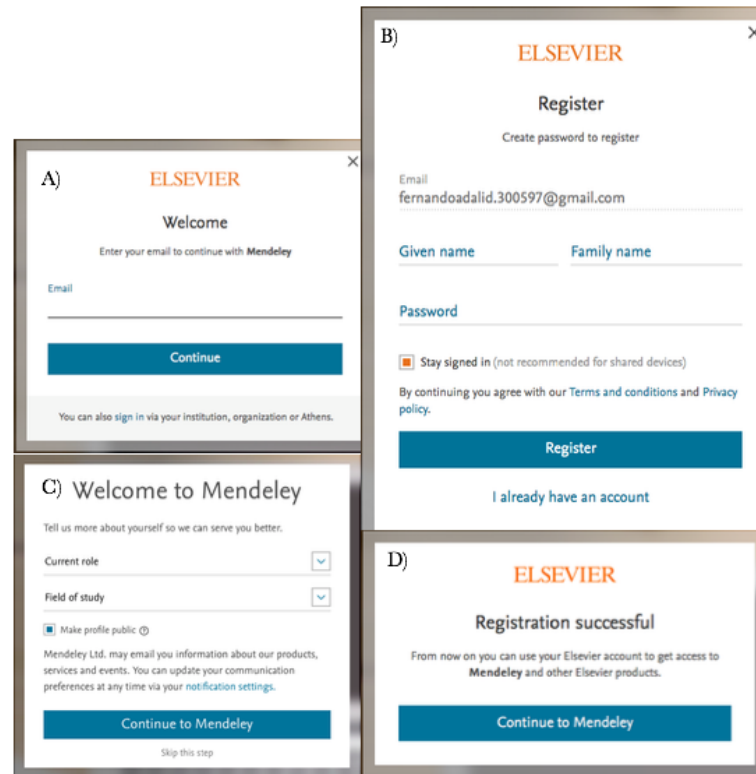 A)
ELSEVIER
Welcome
Enter your email to continue with Mendeley
Email
Continue
You can also sign in via your institution, organization or Athens.
B)
ELSEVIER
Register
Create password to register
Email
fernandoadalid.300597@gmail.com
Given name Family name
Password
Stay signed in (not recommended for shared devices)
By continuing you agree with our Terms and conditions and Privacy
policy.
Register
I already have an account
C) Welcome to Mendeley
Tell us more about yourself so we can serve you better.
Current role
Field of study
Make profile public ?
Mendeley Ltd. may email you information about our products,
services and events. You can update your communication
preferences at any time via your notification settings.
Continue to Mendeley
Skip this step
D)
ELSEVIER
Registration successful
From now on you can use your Elsevier account to get access to
Mendeley and other Elsevier products.
Continue to Mendeley